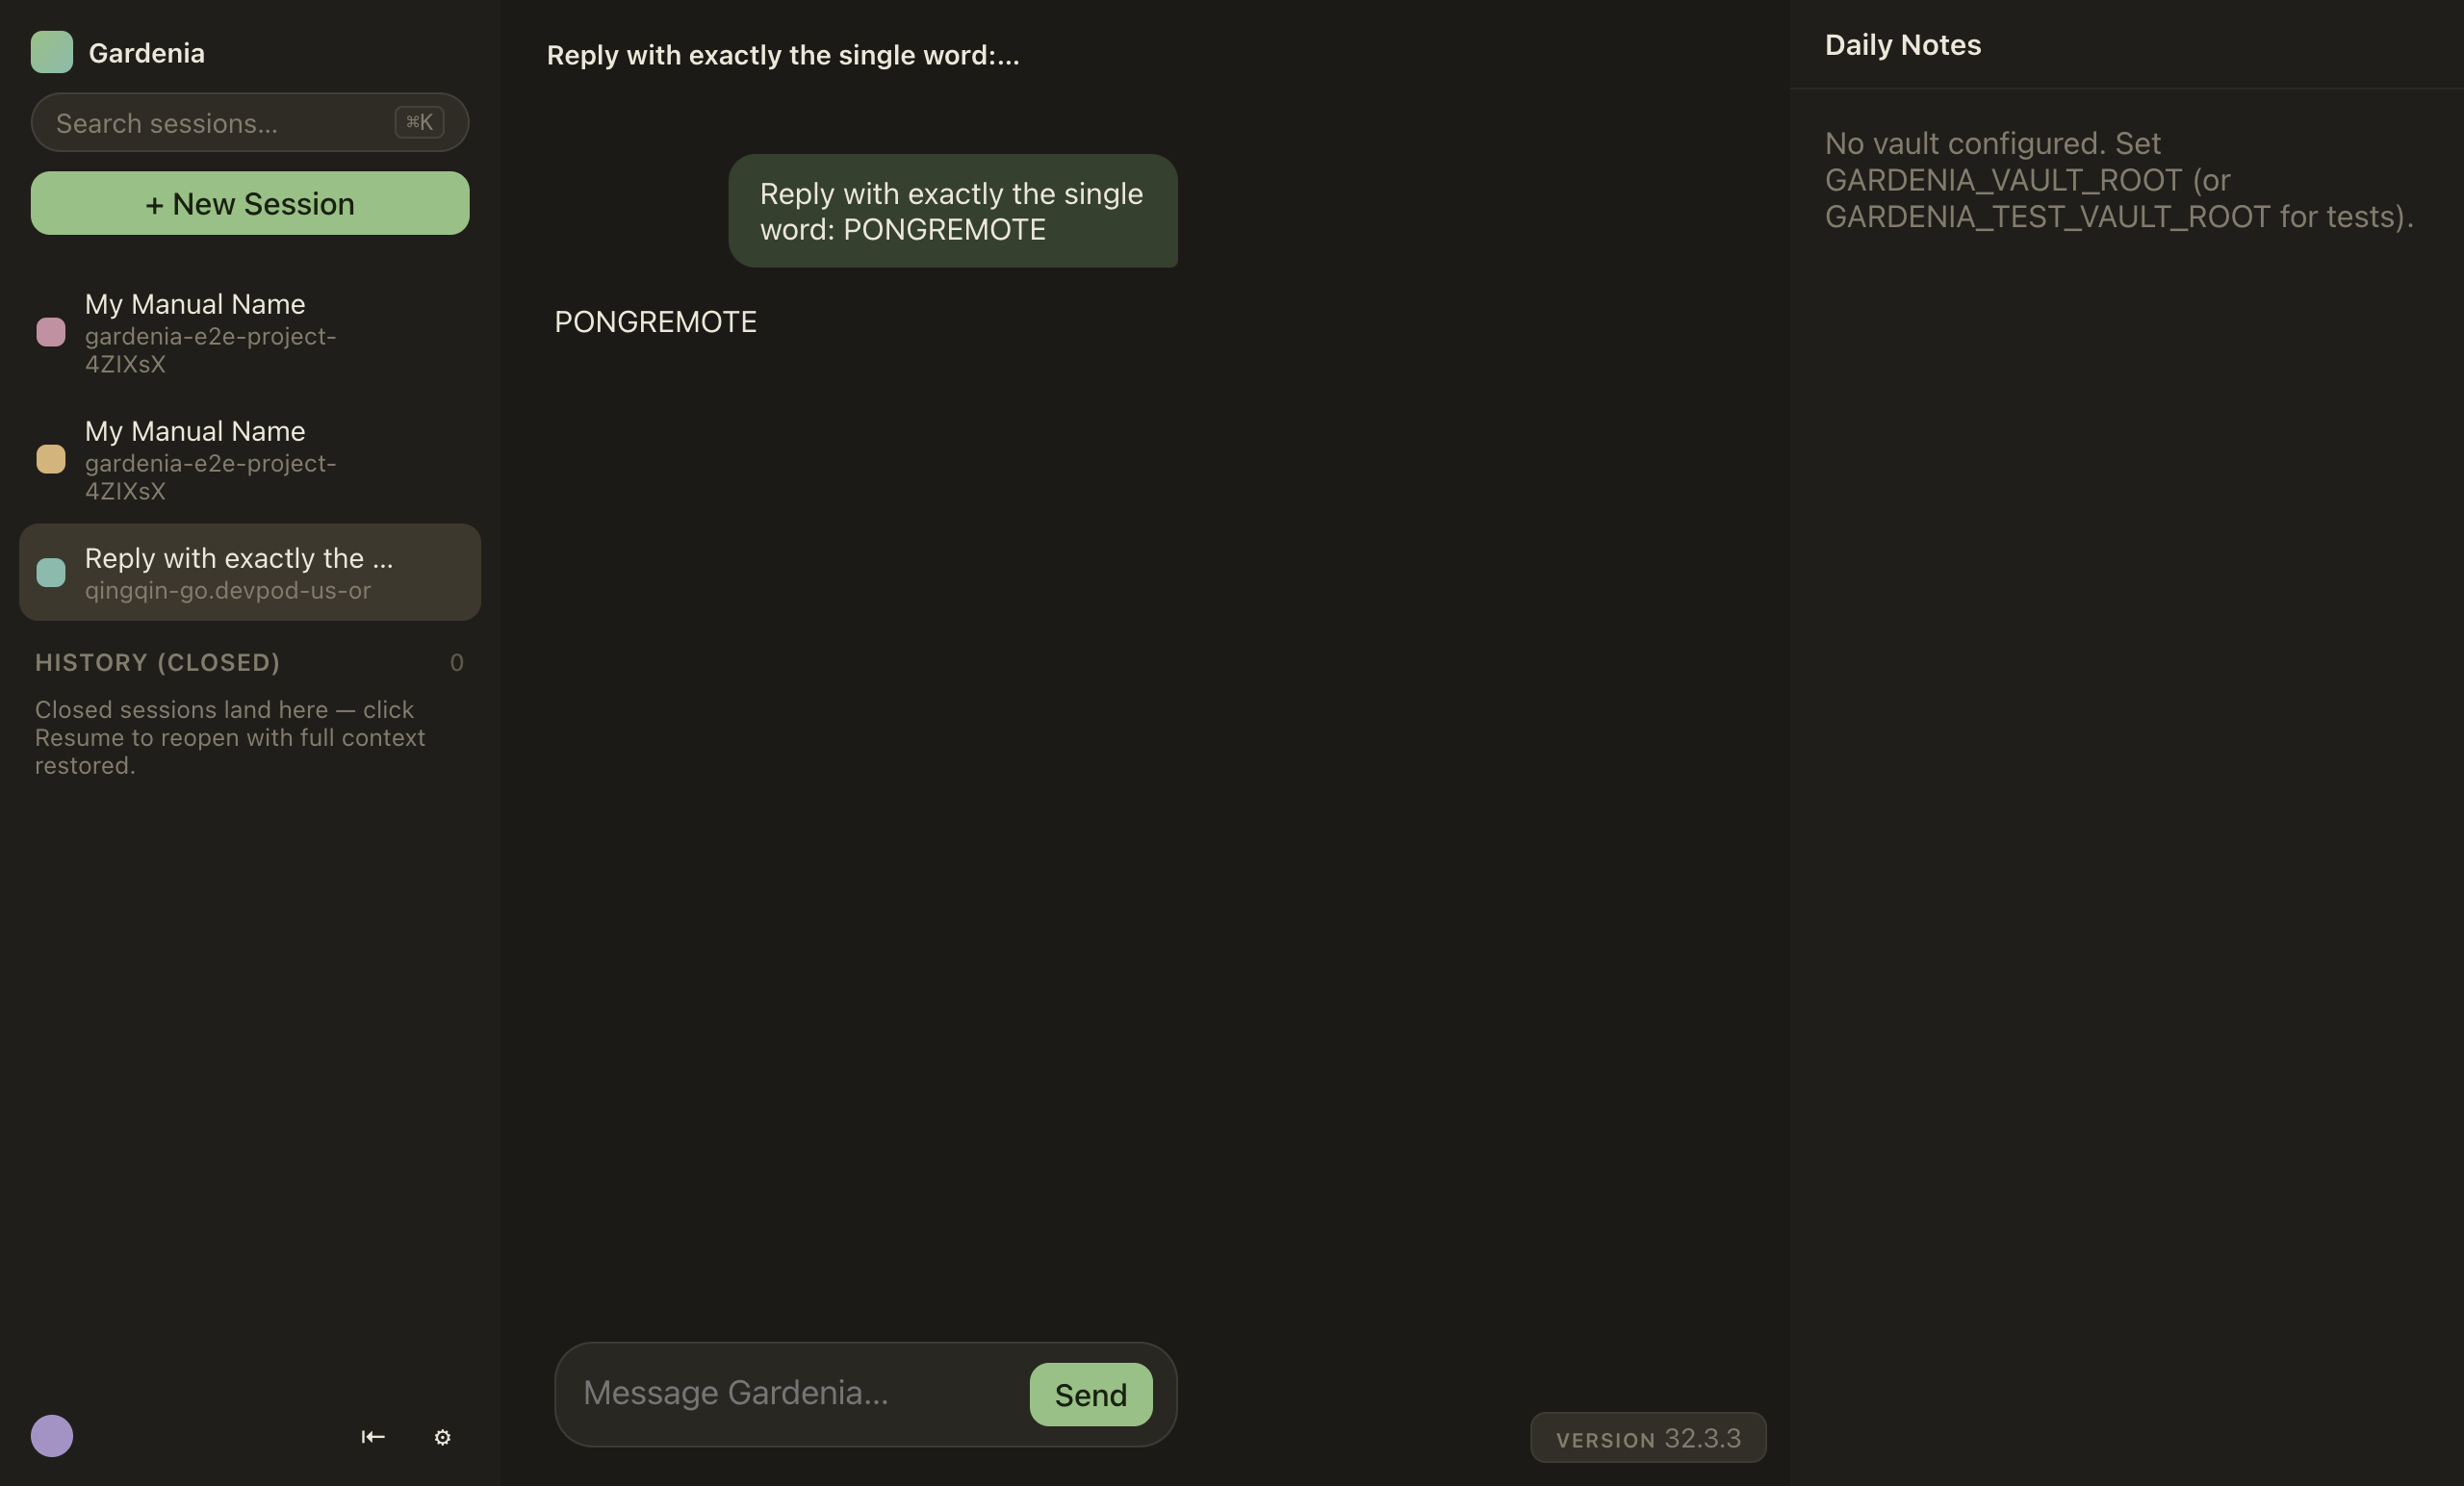 Gardenia
Search sessions...
⌘K
+ New Session
My Manual Name
gardenia-e2e-project-
4ZIXsX
My Manual Name
gardenia-e2e-project-
4ZIXsX
Reply with exactly the ...
qingqin-go.devpod-us-or
HISTORY (CLOSED) 0
Closed sessions land here — click
Resume to reopen with full context
restored.
Reply with exactly the single word:...
Reply with exactly the single
word: PONGREMOTE
PONGREMOTE
Message Gardenia...
Send
VERSION 32.3.3
Daily Notes
No vault configured. Set
GARDENIA_VAULT_ROOT (or
GARDENIA_TEST_VAULT_ROOT for tests).